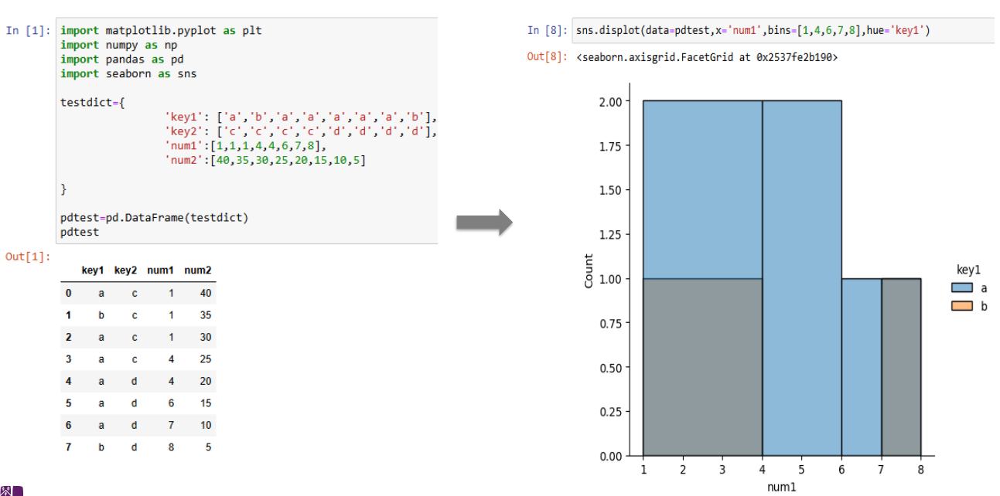 In [1]: import matplotlib.pyplot as plt
import numpy as np
import pandas as pd
import seaborn as sns
testdict={
'key1': ['a','b','a','a','a','a','a','b'],
'key2': ['c','c','c','c','d','d','d','d'],
'num1':[1,1,1,4,4,6,7,8],
'num2':[40,35,30,25,20,15,10,5]
}
pdtest=pd.DataFrame(testdict)
pdtest
Out[1]:
key1 key2 num1 num2
0 a c 1 40
1 b c 1 35
2 a c 1 30
3 a c 4 25
4 a d 4 20
5 a d 6 15
6 a d 7 10
7 b d 8 5
In [8]: sns.displot(data=pdtest,x='num1',bins=[1,4,6,7,8],hue='key1')
Out[8]: <seaborn.axisgrid.FacetGrid at 0x2537fe2b190>
2.00
1.75
1.50
1.25
1.00
0.75
0.50
0.25
0.00
Count
1 2 3 4 5 6 7 8
num1
key1
a
b